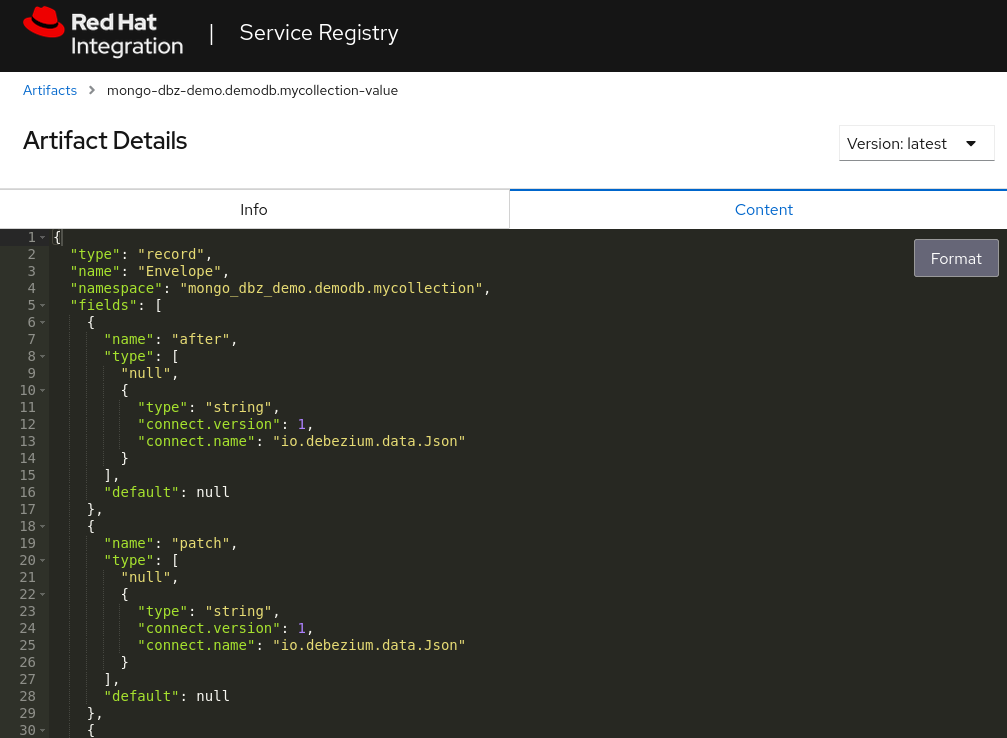 Red Hat
Integration
| Service Registry
Artifacts > mongo-dbz-demo.demodb.mycollection-value
Artifact Details
Version: latest
Info
Content
Format
1 {
2   "type": "record",
3   "name": "Envelope",
4   "namespace": "mongo_dbz_demo.demodb.mycollection",
5   "fields": [
6     {
7       "name": "after",
8       "type": [
9         "null",
10         {
11           "type": "string",
12           "connect.version": 1,
13           "connect.name": "io.debezium.data.Json"
14         }
15       ],
16       "default": null
17     },
18     {
19       "name": "patch",
20       "type": [
21         "null",
22         {
23           "type": "string",
24           "connect.version": 1,
25           "connect.name": "io.debezium.data.Json"
26         }
27       ],
28       "default": null
29     },
30     {